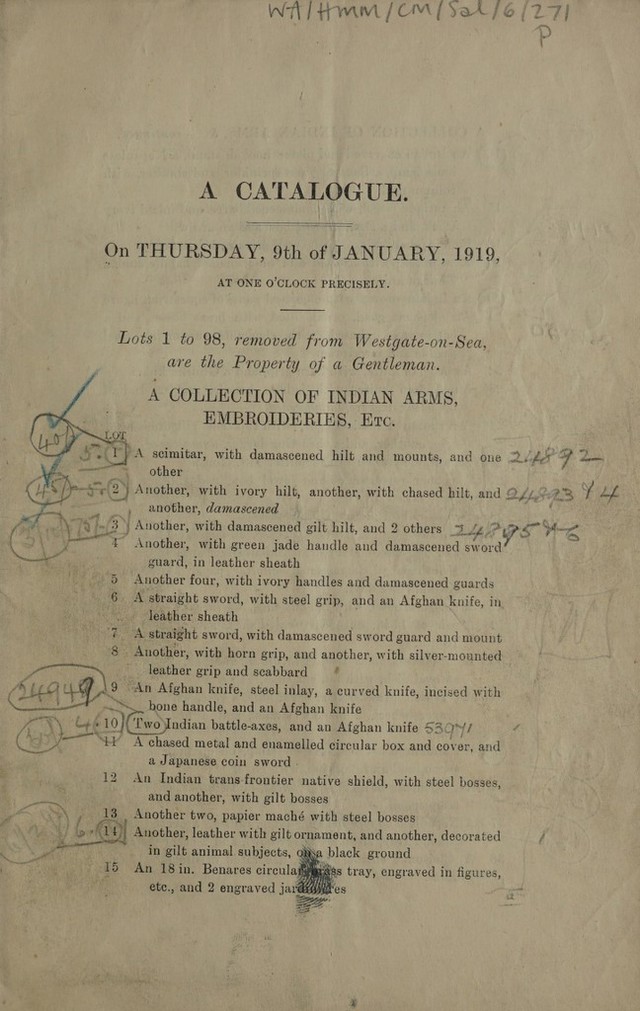 WA/HMM/CM/Sal/6/271
P
A CATALOGUE.
On THURSDAY, 9th of JANUARY, 1919,
AT ONE O'CLOCK PRECISELY.
Lots 1 to 98, removed from Westgate-on-Sea,
are the Property of a Gentleman.
A COLLECTION OF INDIAN ARMS,
EMBROIDERIES, Etc.
LOT
1 A scimitar, with damascened hilt and mounts, and one
other
2 Another, with ivory hilt, another, with chased hilt, and
another, damascened
3 Another, with damascened gilt hilt, and 2 others
4 Another, with green jade handle and damascened sword
guard, in leather sheath
5 Another four, with ivory handles and damascened guards
6 A straight sword, with steel grip, and an Afghan knife, in
leather sheath
7 A straight sword, with damascened sword guard and mount
8 Another, with horn grip, and another, with silver-mounted
leather grip and scabbard
24949 9 An Afghan knife, steel inlay, a curved knife, incised with
bone handle, and an Afghan knife
10 Two Indian battle-axes, and an Afghan knife
11 A chased metal and enamelled circular box and cover, and
a Japanese coin sword
12 An Indian trans-frontier native shield, with steel bosses,
and another, with gilt bosses
13 Another two, papier maché with steel bosses
14 Another, leather with gilt ornament, and another, decorated
in gilt animal subjects, on a black ground
15 An 18 in. Benares circular brass tray, engraved in figures,
etc., and 2 engraved jardinieres